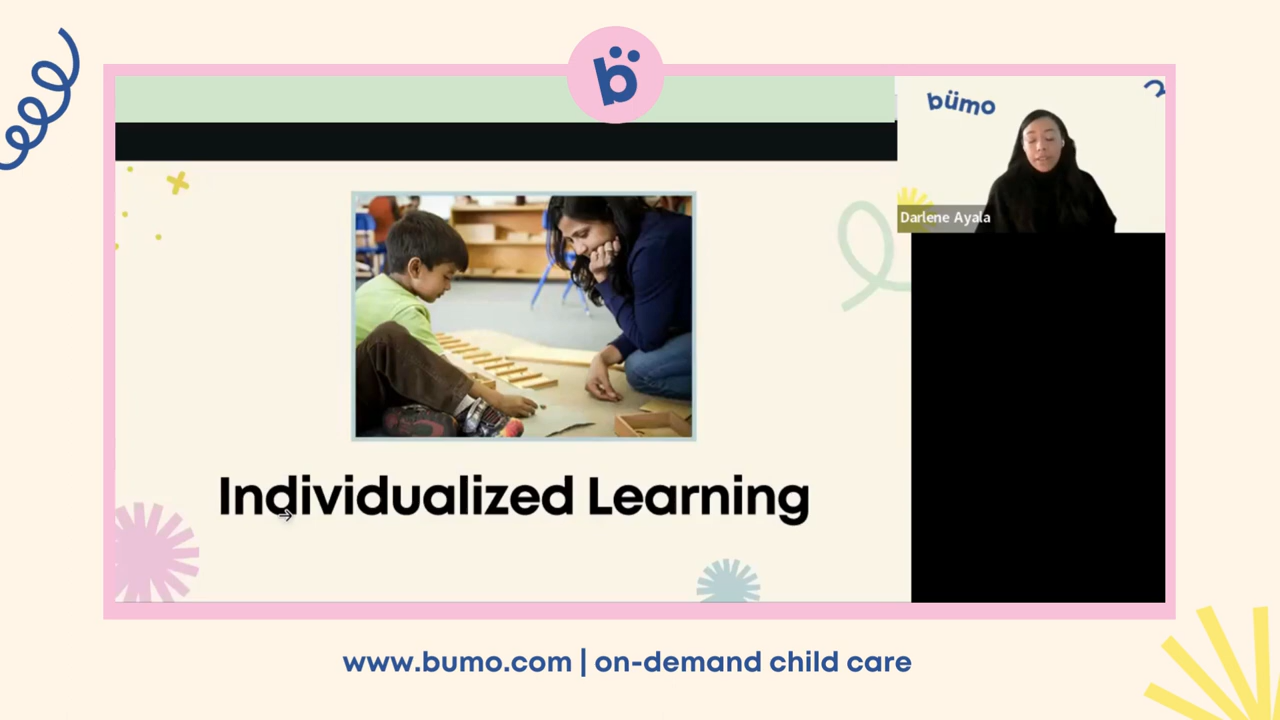 b̈
bümo
Darlene Ayala
Individualized Learning
www.bumo.com | on-demand child care